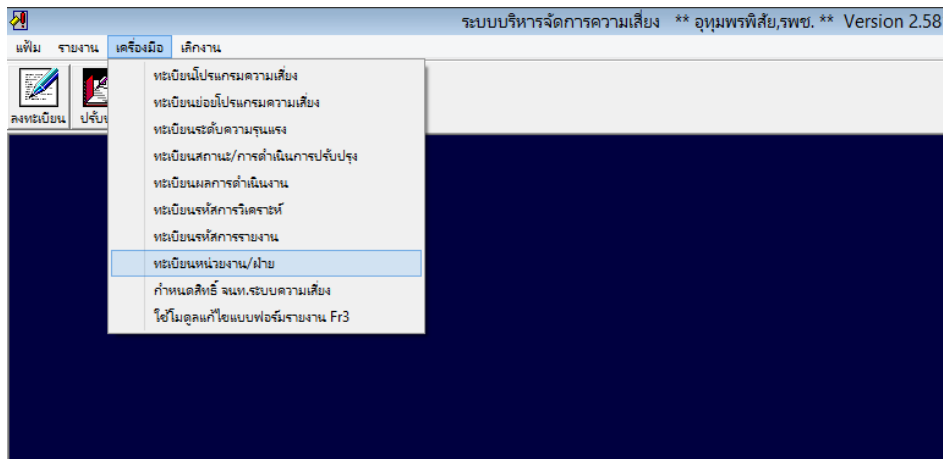 ระบบบริหารจัดการความเสี่ยง ** อุทุมพรพิสัย,รพช. ** Version 2.58
แฟ้ม รายงาน เครื่องมือ เลิกงาน
ทะเบียนโปรแกรมความเสี่ยง
ทะเบียนย่อยโปรแกรมความเสี่ยง
ทะเบียนระดับความรุนแรง
ทะเบียนสถานะ/การดำเนินการปรับปรุง
ทะเบียนผลการดำเนินงาน
ทะเบียนรหัสการวิเคราะห์
ทะเบียนรหัสการรายงาน
ทะเบียนหน่วยงาน/ฝ่าย
กำหนดสิทธิ์ จนท.ระบบความเสี่ยง
ใช้โมดูลแก้ไขแบบฟอร์มรายงาน Fr3
ลงทะเบียน